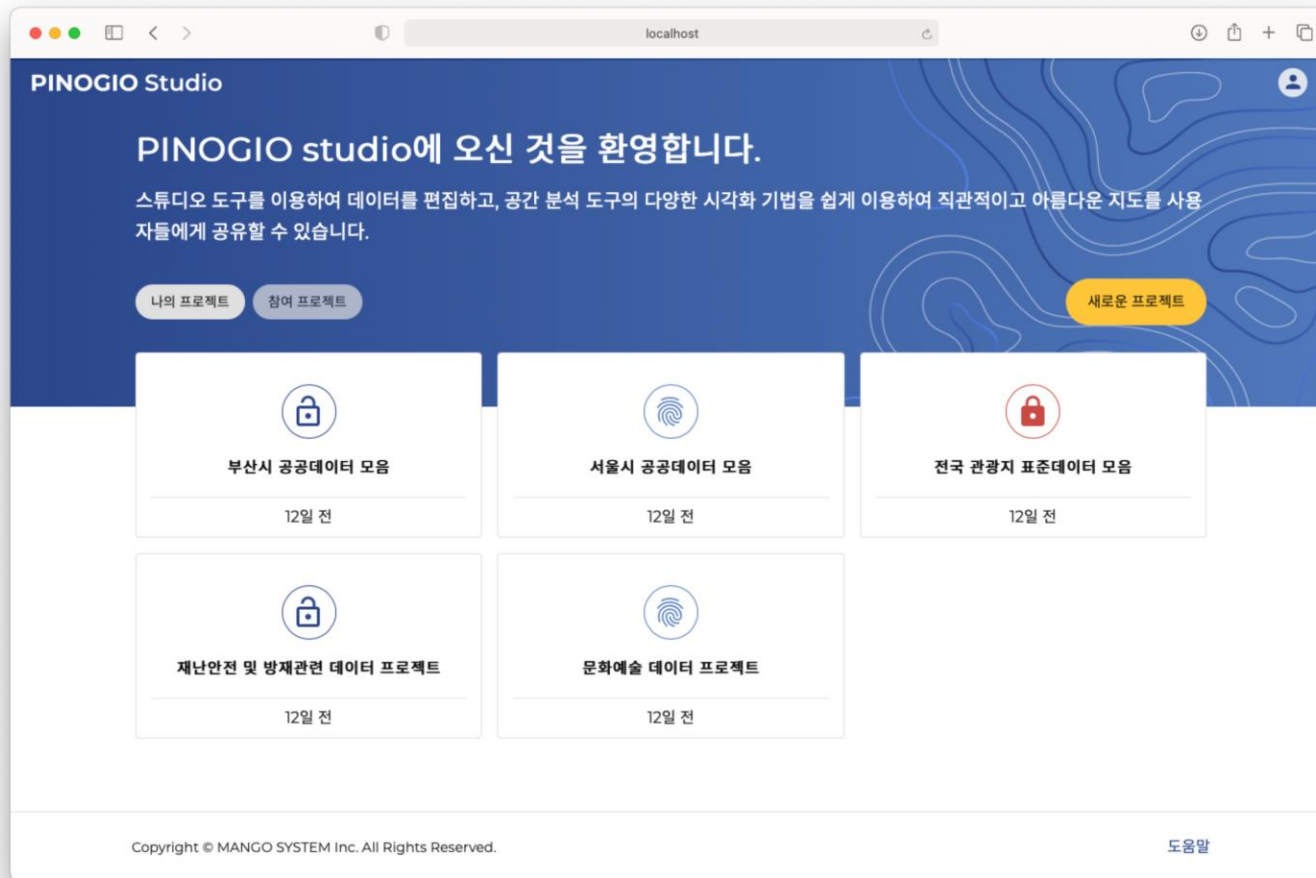 localhost
PINOGIO Studio
PINOGIO studio에 오신 것을 환영합니다.
스튜디오 도구를 이용하여 데이터를 편집하고, 공간 분석 도구의 다양한 시각화 기법을 쉽게 이용하여 직관적이고 아름다운 지도를 사용
자들에게 공유할 수 있습니다.
나의 프로젝트 참여 프로젝트 새로운 프로젝트
부산시 공공데이터 모음 서울시 공공데이터 모음 전국 관광지 표준데이터 모음
12일 전 12일 전 12일 전
재난안전 및 방재관련 데이터 프로젝트 문화예술 데이터 프로젝트
12일 전 12일 전
Copyright © MANGO SYSTEM Inc. All Rights Reserved. 도움말